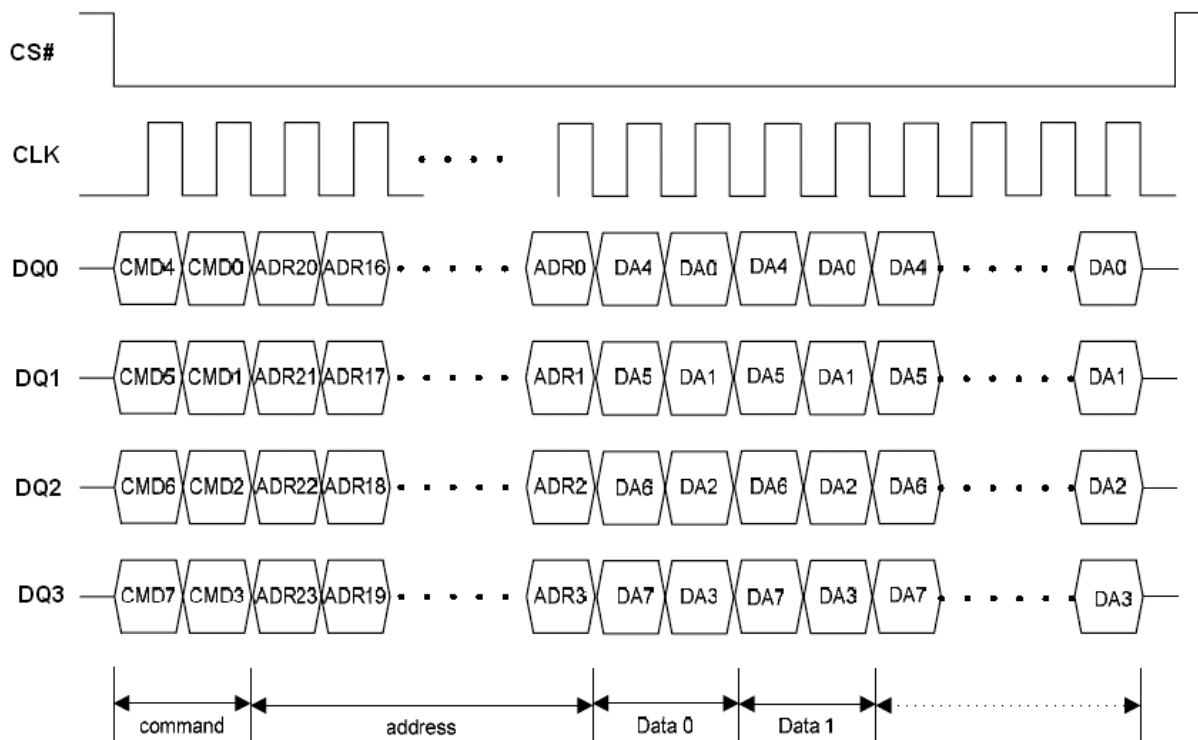 CS#
CLK
DQ0 CMD4 CMD0 ADR20 ADR16 ADR0 DA4 DA0 DA4 DA0 DA4 DA0
DQ1 CMD5 CMD1 ADR21 ADR17 ADR1 DA5 DA1 DA5 DA1 DA5 DA1
DQ2 CMD6 CMD2 ADR22 ADR18 ADR2 DA6 DA2 DA6 DA2 DA6 DA2
DQ3 CMD7 CMD3 ADR23 ADR19 ADR3 DA7 DA3 DA7 DA3 DA7 DA3
command address Data 0 Data 1